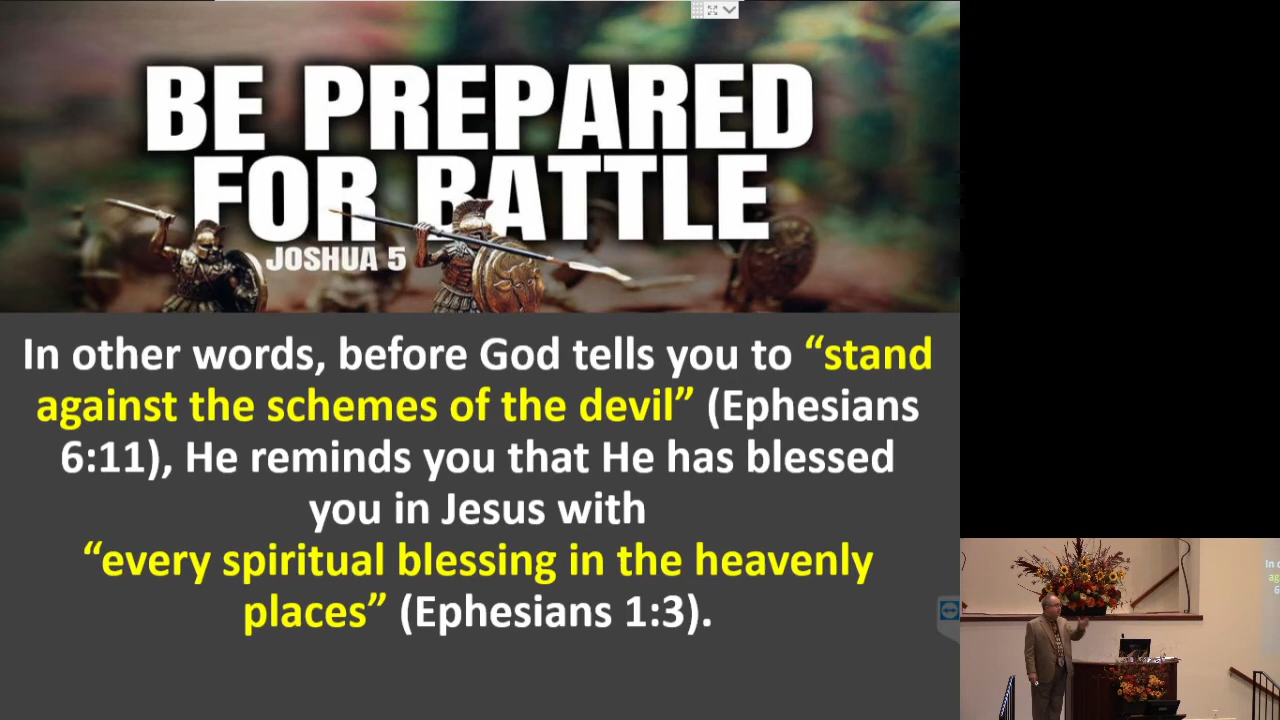 BE PREPARED
FOR BATTLE
JOSHUA 5
In other words, before God tells you to “stand
against the schemes of the devil” (Ephesians
6:11), He reminds you that He has blessed
you in Jesus with
“every spiritual blessing in the heavenly
places” (Ephesians 1:3).